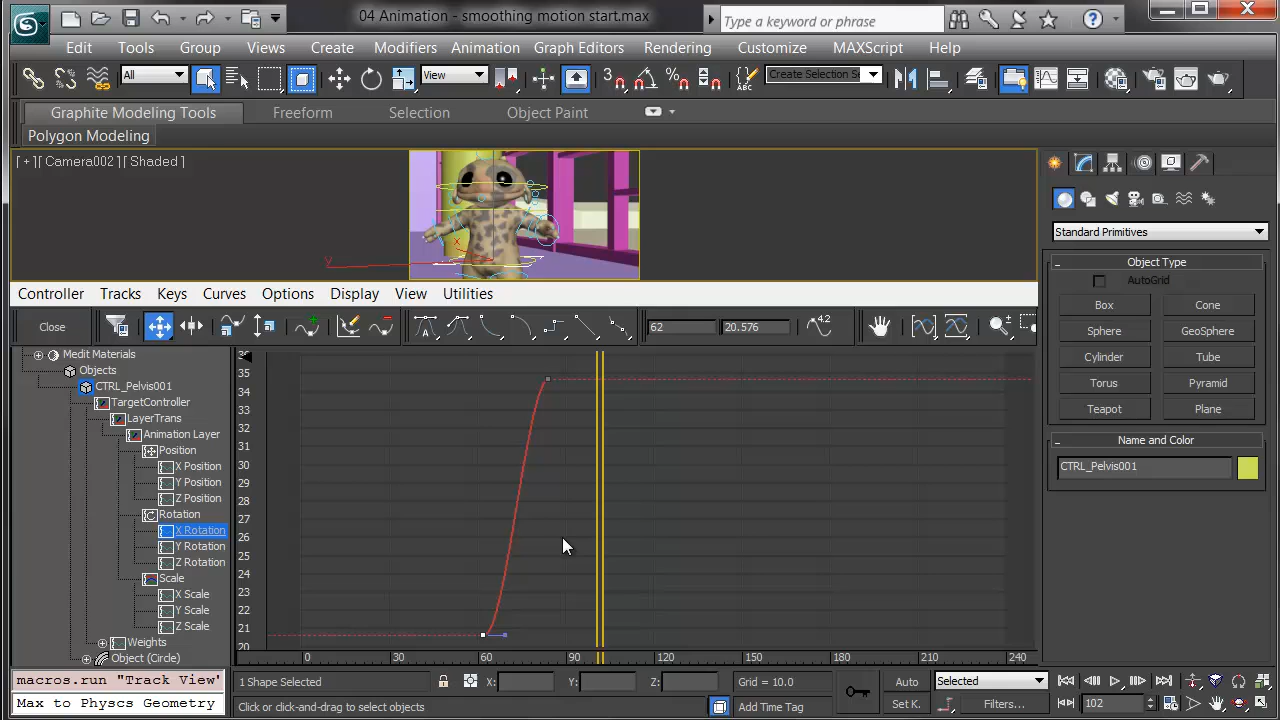 04 Animation - smoothing motion start.max
Type a keyword or phrase
Edit Tools Group Views Create Modifiers Animation Graph Editors Rendering Customize MAXScript Help
All View Create Selection Se
Graphite Modeling Tools Freeform Selection Object Paint
Polygon Modeling
[ + ][ Camera002 ][ Shaded ]
Standard Primitives
Object Type
AutoGrid
Box Cone
Sphere GeoSphere
Cylinder Tube
Torus Pyramid
Teapot Plane
Name and Color
CTRL_Pelvis001
Controller Tracks Keys Curves Options Display View Utilities
Close 62 20.576
Medit Materials
Objects
CTRL_Pelvis001
TargetController
LayerTrans
Animation Layer
Position
X Position
Y Position
Z Position
Rotation
X Rotation
Y Rotation
Z Rotation
Scale
X Scale
Y Scale
Z Scale
Weights
Object (Circle)
35
34
33
32
31
30
29
28
27
26
25
24
23
22
21
20
0 30 60 90 120 150 180 210 240
macros.run "Track View"
Max to Physcs Geometry
1 Shape Selected X: Y: Z: Grid = 10.0 Auto Selected
Click or click-and-drag to select objects Add Time Tag Set K. Filters... 102